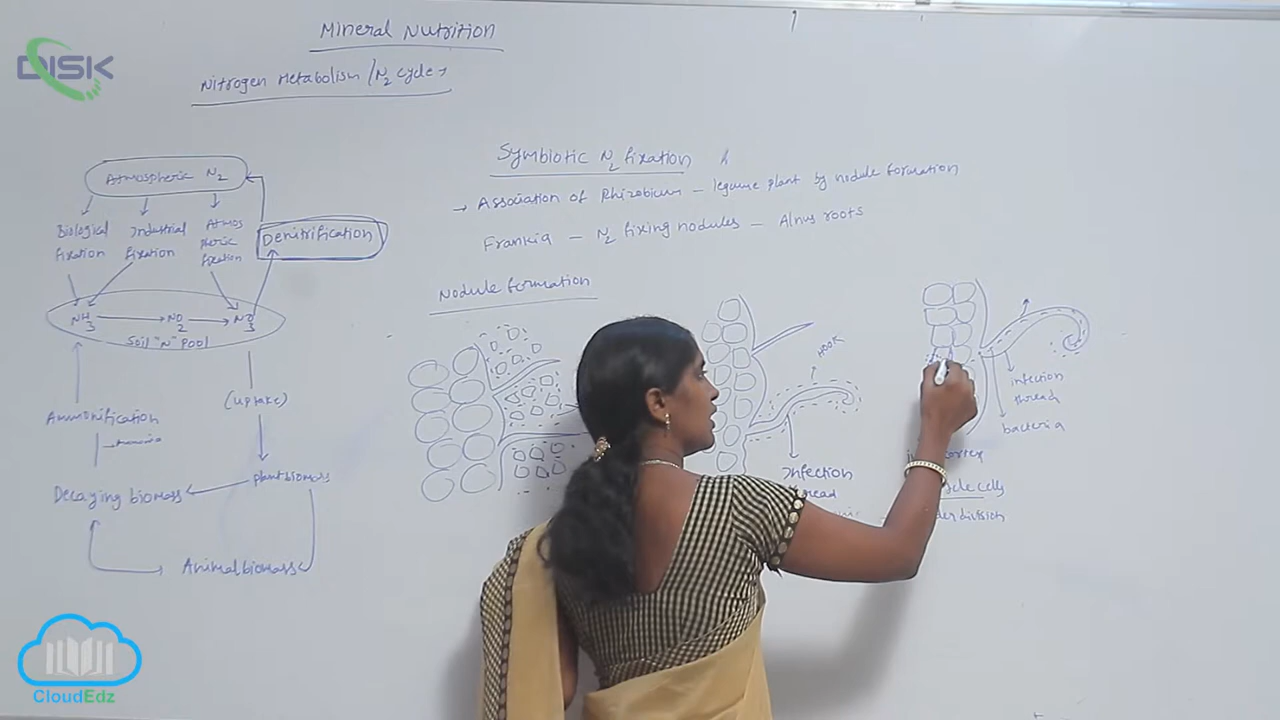 Mineral Nutrition
DISK
Nitrogen Metabolism / N2 cycle →
Symbiotic N2 fixation
Atmospheric N2
→ Association of Rhizobium - legume plant by nodule formation
Frankia - N2 fixing nodules - Alnus roots
Biological fixation
Industrial fixation
Atmos pheric fixation
Denitrification
Nodule formation
NH3 → NO2 → NO3
Soil "N" pool
HOOK
Infection thread
bacteria
Ammonification
(uptake)
cortex
Infection
plant biomass
Decaying biomass
division
Animal biomass
CloudEdz